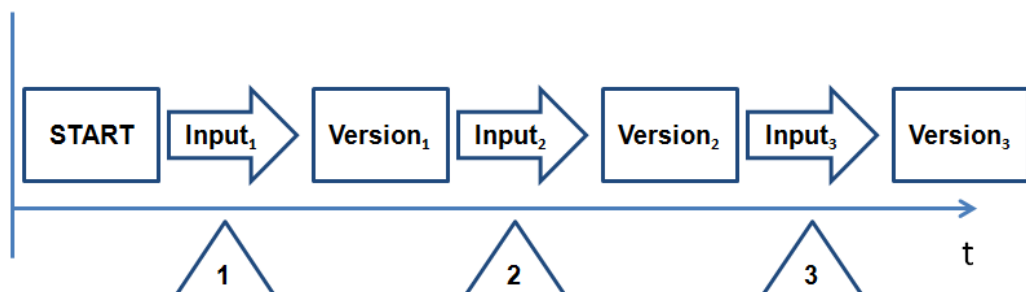 START Input₁ Version₁ Input₂ Version₂ Input₃ Version₃
t
1 2 3